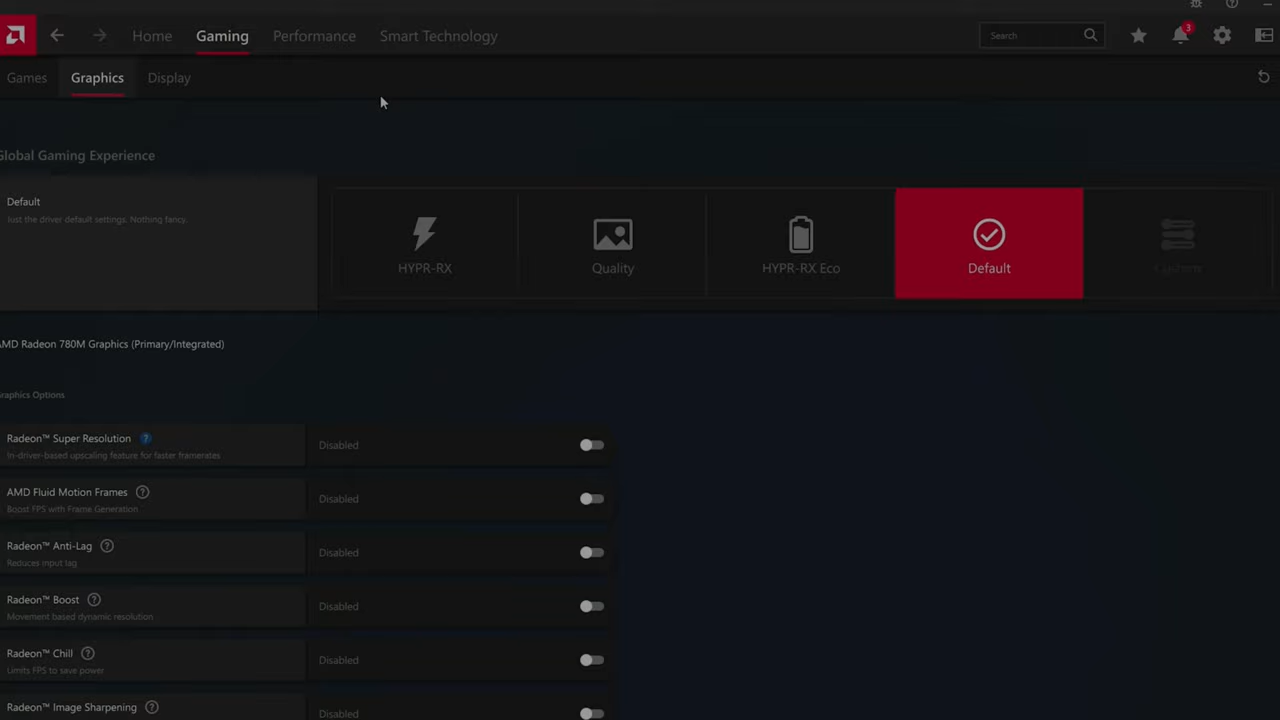 Home Gaming Performance Smart Technology Search 3
Games Graphics Display
Global Gaming Experience
Default
Just the driver default settings. Nothing fancy.
HYPR-RX Quality HYPR-RX Eco Default Custom
AMD Radeon 780M Graphics (Primary/Integrated)
Graphics Options
Radeon™ Super Resolution ? Disabled
In-driver-based upscaling feature for faster framerates
AMD Fluid Motion Frames ? Disabled
Boost FPS with Frame Generation
Radeon™ Anti-Lag ? Disabled
Reduces input lag
Radeon™ Boost ? Disabled
Movement based dynamic resolution
Radeon™ Chill ? Disabled
Limits FPS to save power
Radeon™ Image Sharpening ? Disabled